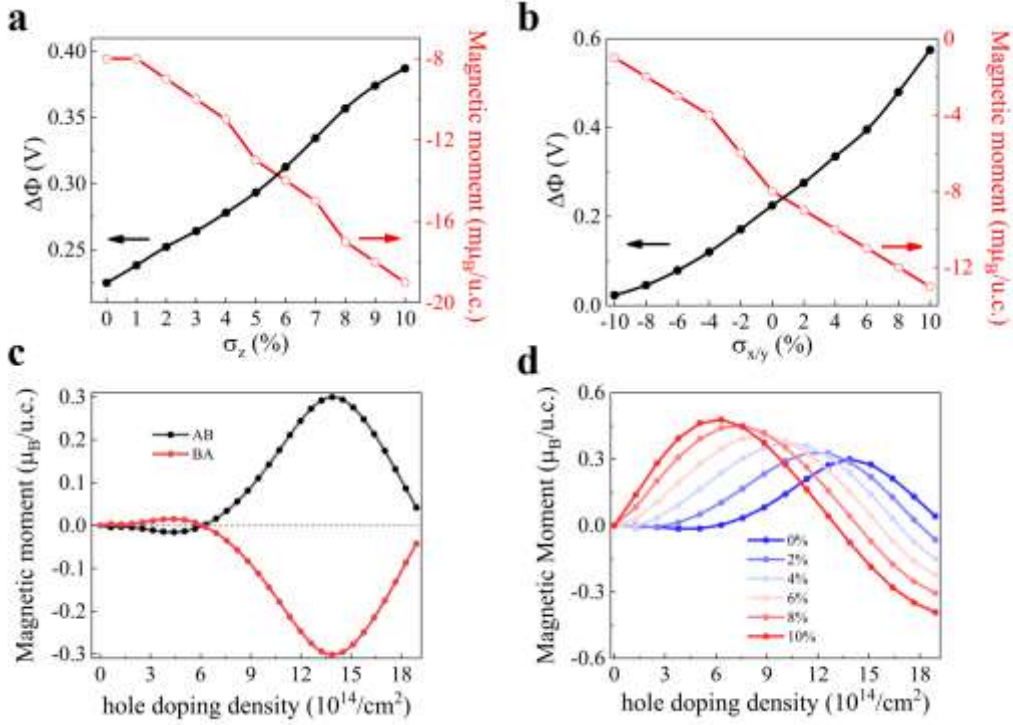 a
ΔΦ (V)
0.40
0.35
0.30
0.25
-8
-12
-16
-20
Magnetic moment (mμB/u.c.)
0 1 2 3 4 5 6 7 8 9 10
σz (%)
b
ΔΦ (V)
0.6
0.4
0.2
0.0
0
-4
-8
-12
Magnetic moment (mμB/u.c.)
-10 -8 -6 -4 -2 0 2 4 6 8 10
σx/y (%)
c
Magnetic moment (μB/u.c.)
0.3
0.2
0.1
0.0
-0.1
-0.2
-0.3
AB
BA
0 3 6 9 12 15 18
hole doping density (10^14/cm^2)
d
Magnetic Moment (μB/u.c.)
0.6
0.3
0.0
-0.3
-0.6
0%
2%
4%
6%
8%
10%
0 3 6 9 12 15 18
hole doping density (10^14/cm^2)